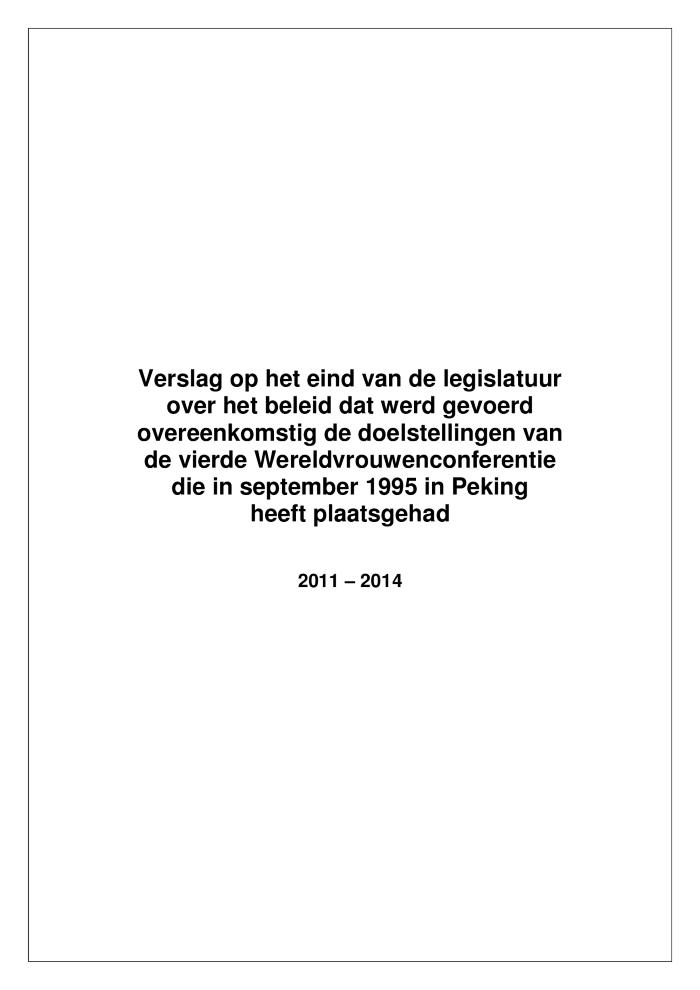 Verslag op het eind van de legislatuur
over het beleid dat werd gevoerd
overeenkomstig de doelstellingen van
de vierde Wereldvrouwenconferentie
die in september 1995 in Peking
heeft plaatsgehad
2011 – 2014